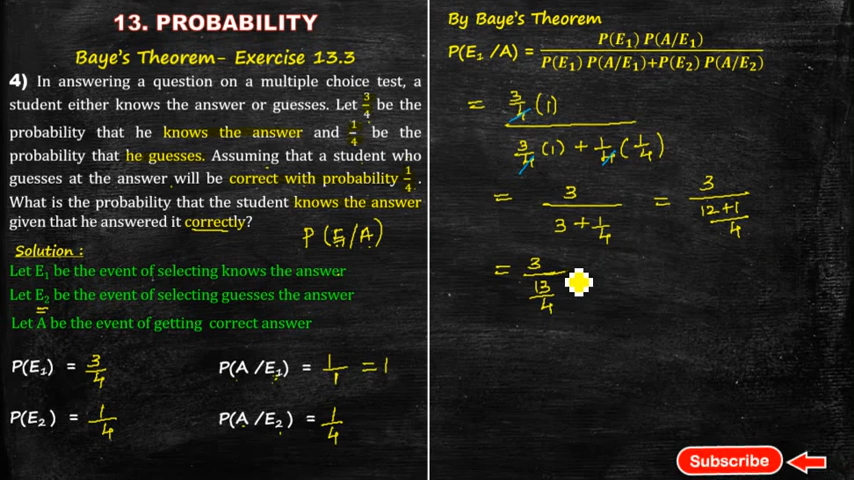 13. PROBABILITY
Baye's Theorem- Exercise 13.3
4) In answering a question on a multiple choice test, a
student either knows the answer or guesses. Let 3/4 be the
probability that he knows the answer and 1/4 be the
probability that he guesses. Assuming that a student who
guesses at the answer will be correct with probability 1/4 .
What is the probability that the student knows the answer
given that he answered it correctly?
P(E₁/A)
Solution :
Let E₁ be the event of selecting knows the answer
Let E₂ be the event of selecting guesses the answer
Let A be the event of getting correct answer
P(E₁) = 3/4 P(A /E₁) = 1/1 = 1
P(E₂) = 1/4 P(A /E₂) = 1/4
By Baye's Theorem
P(E₁ /A) = P(E₁) P(A/E₁) / P(E₁) P(A/E₁)+P(E₂) P(A/E₂)
= 3/4 (1) / 3/4 (1) + 1/4 (1/4)
= 3 / 3 + 1/4 = 3 / 12+1/4
= 3 / 13/4
Subscribe